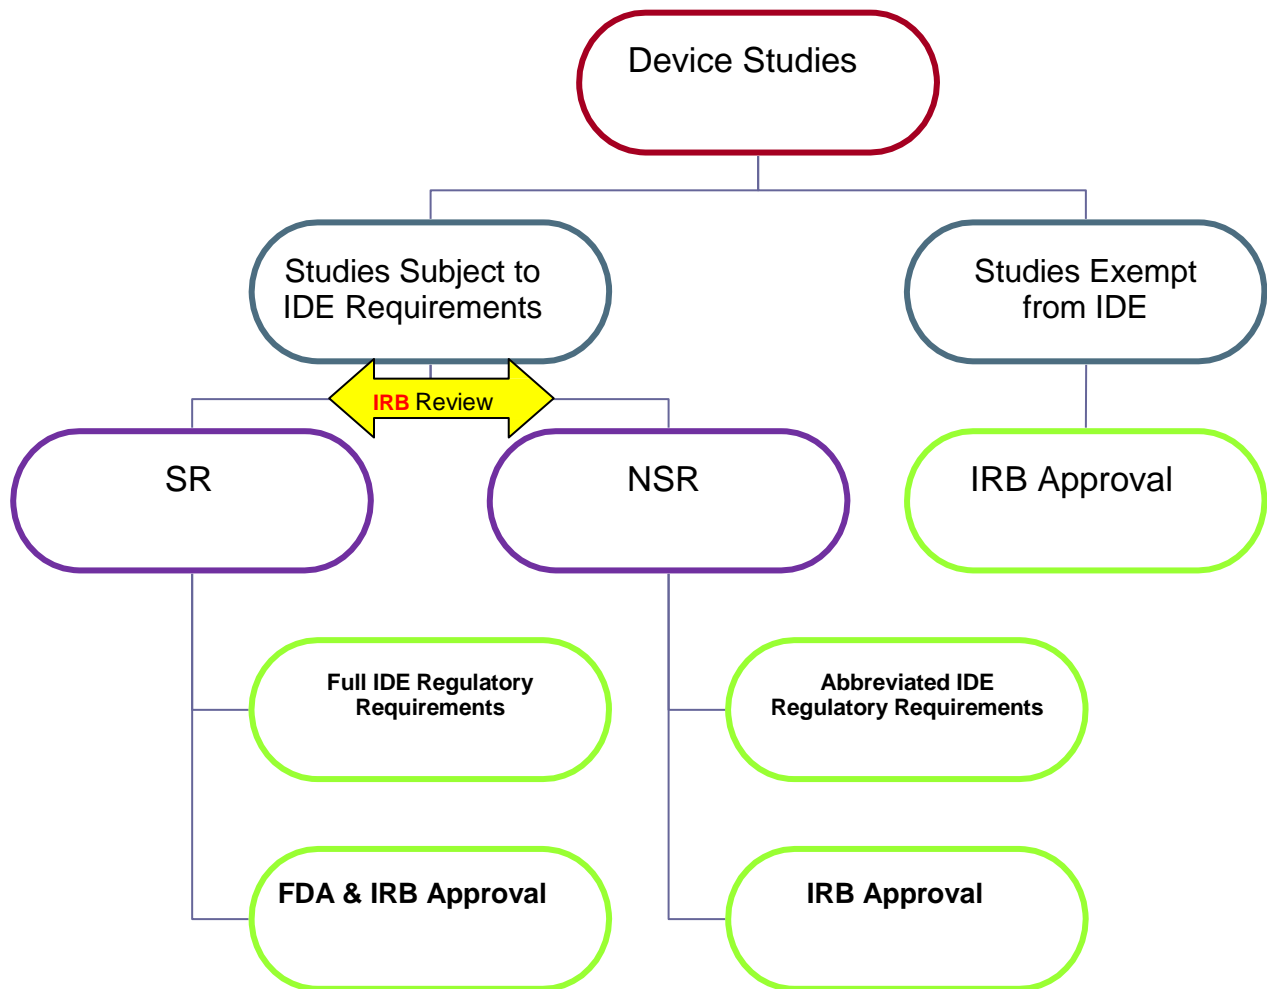 Device Studies
Studies Subject to
IDE Requirements
Studies Exempt
from IDE
IRB Review
SR
NSR
IRB Approval
Full IDE Regulatory
Requirements
Abbreviated IDE
Regulatory Requirements
FDA & IRB Approval
IRB Approval